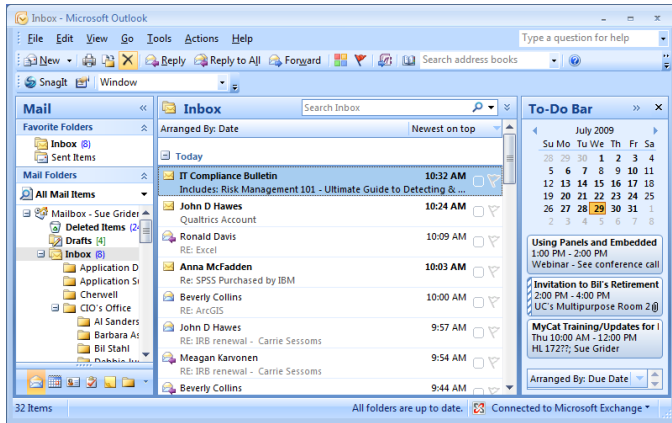 Inbox - Microsoft Outlook
File Edit View Go Tools Actions Help
Type a question for help
New Reply Reply to All Forward Search address books
SnagIt Window
Mail
Favorite Folders
Inbox (8)
Sent Items
Mail Folders
All Mail Items
Mailbox - Sue Grider
Deleted Items (24
Drafts [4]
Inbox (8)
Application D
Application Su
Cherwell
CIO's Office
Al Sanders
Barbara As
Bil Stahl
Inbox
Search Inbox
Arranged By: Date Newest on top
Today
IT Compliance Bulletin 10:32 AM
Includes: Risk Management 101 - Ultimate Guide to Detecting & ...
John D Hawes 10:24 AM
Qualtrics Account
Ronald Davis 10:09 AM
RE: Excel
Anna McFadden 10:03 AM
Re: SPSS Purchased by IBM
Beverly Collins 10:00 AM
RE: ArcGIS
John D Hawes 9:57 AM
RE: IRB renewal - Carrie Sessoms
Meagan Karvonen 9:54 AM
RE: IRB renewal - Carrie Sessoms
Beverly Collins 9:44 AM
To-Do Bar
July 2009
Su Mo Tu We Th Fr Sa
28 29 30 1 2 3 4
5 6 7 8 9 10 11
12 13 14 15 16 17 18
19 20 21 22 23 24 25
26 27 28 29 30 31 1
2 3 4 5 6 7 8
Using Panels and Embedded
1:00 PM - 2:00 PM
Webinar - See conference call
Invitation to Bil's Retirement
2:00 PM - 4:00 PM
UC's Multipurpose Room 2
MyCat Training/Updates for
Thu 10:00 AM - 12:00 PM
HL 172??; Sue Grider
Arranged By: Due Date
32 Items
All folders are up to date. Connected to Microsoft Exchange